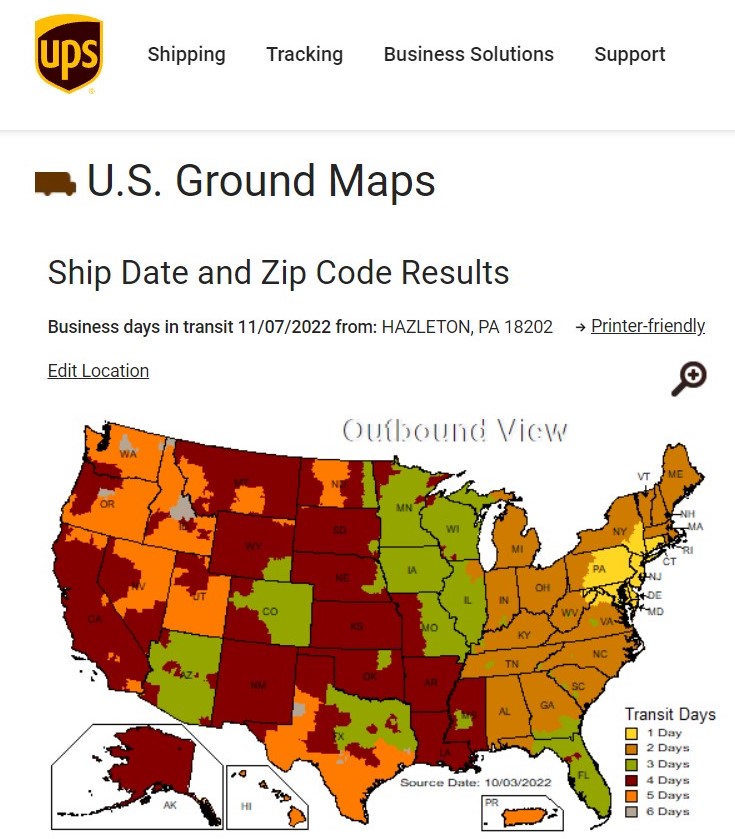 ups
Shipping Tracking Business Solutions Support
U.S. Ground Maps
Ship Date and Zip Code Results
Business days in transit 11/07/2022 from: HAZLETON, PA 18202 → Printer-friendly
Edit Location
Outbound View
WA
OR
ID
MT
ND
MN
WI
MI
VT
ME
NH
MA
RI
CT
NY
PA
NJ
DE
MD
SD
WY
NE
IA
IL
IN
OH
WV
VA
NV
UT
CO
CA
KS
MO
KY
NC
TN
SC
AZ
NM
OK
AR
MS
AL
GA
TX
LA
FL
AK
HI
PR
Source Date: 10/03/2022
Transit Days
1 Day
2 Days
3 Days
4 Days
5 Days
6 Days